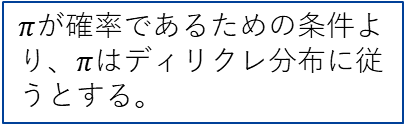 πが確率であるための条件よ
り、πはディリクレ分布に従
うとする。